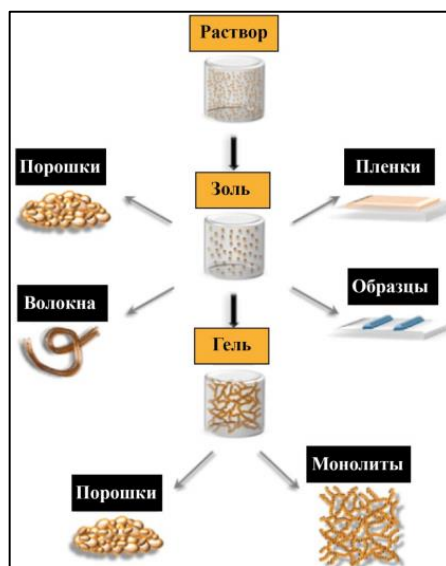 Раствор
Порошки
Золь
Пленки
Волокна
Образцы
Гель
Порошки
Монолиты